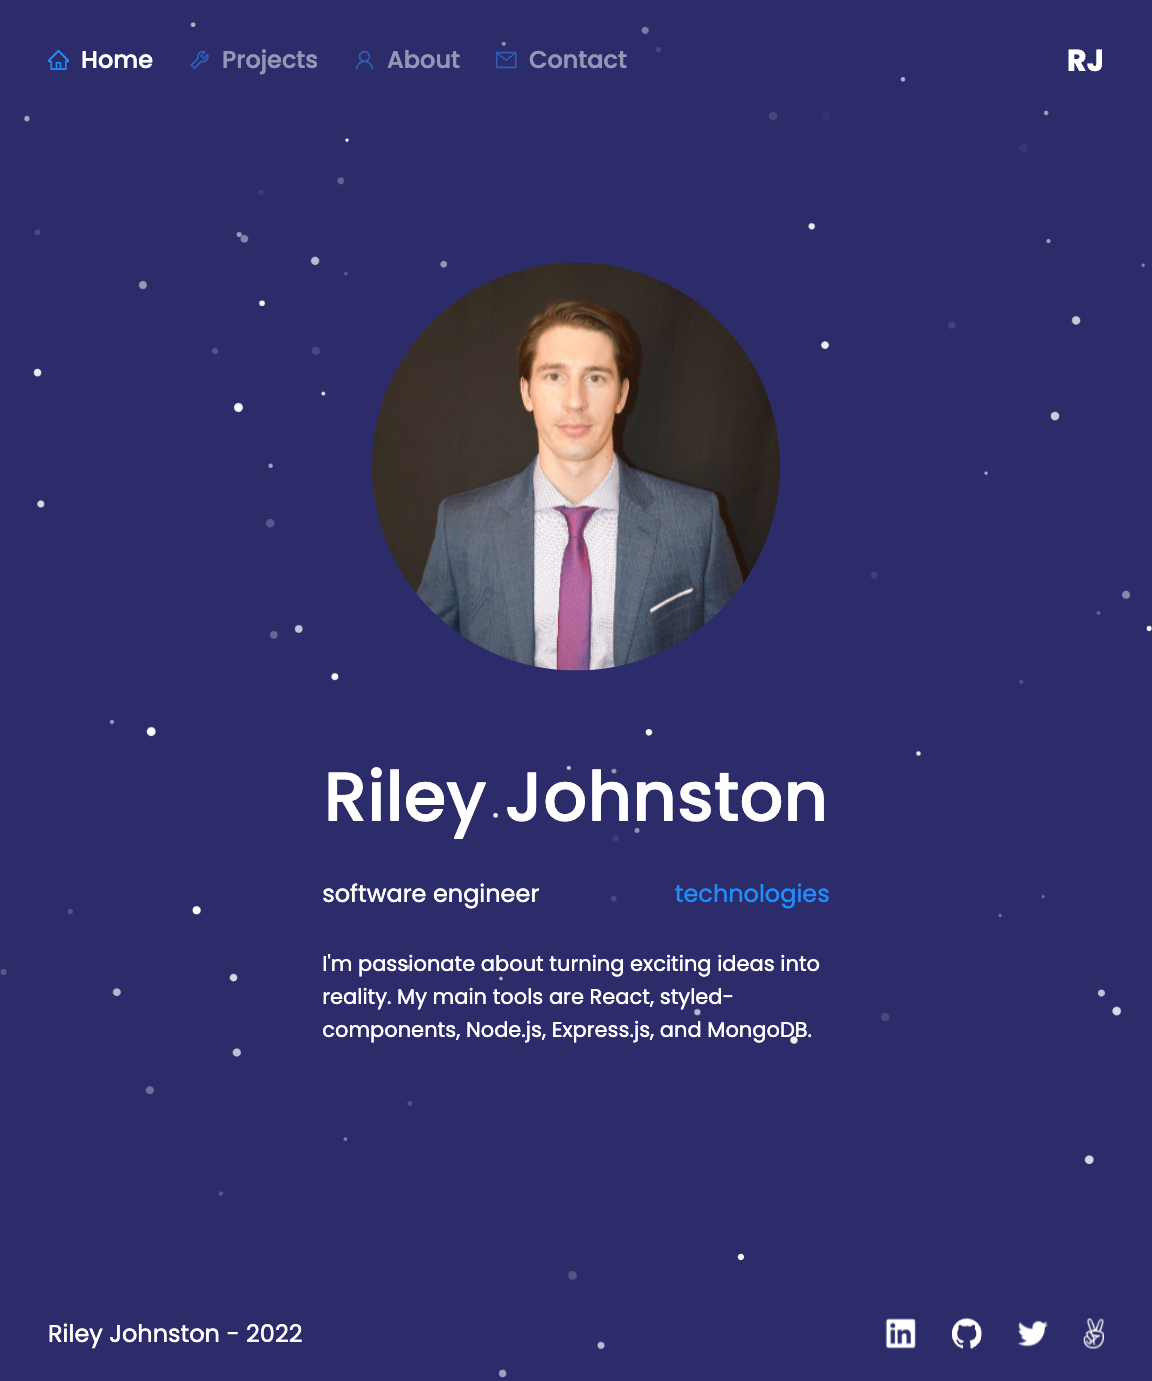 Home Projects About Contact RJ
Riley Johnston
software engineer technologies
I'm passionate about turning exciting ideas into
reality. My main tools are React, styled-
components, Node.js, Express.js, and MongoDB.
Riley Johnston - 2022 in